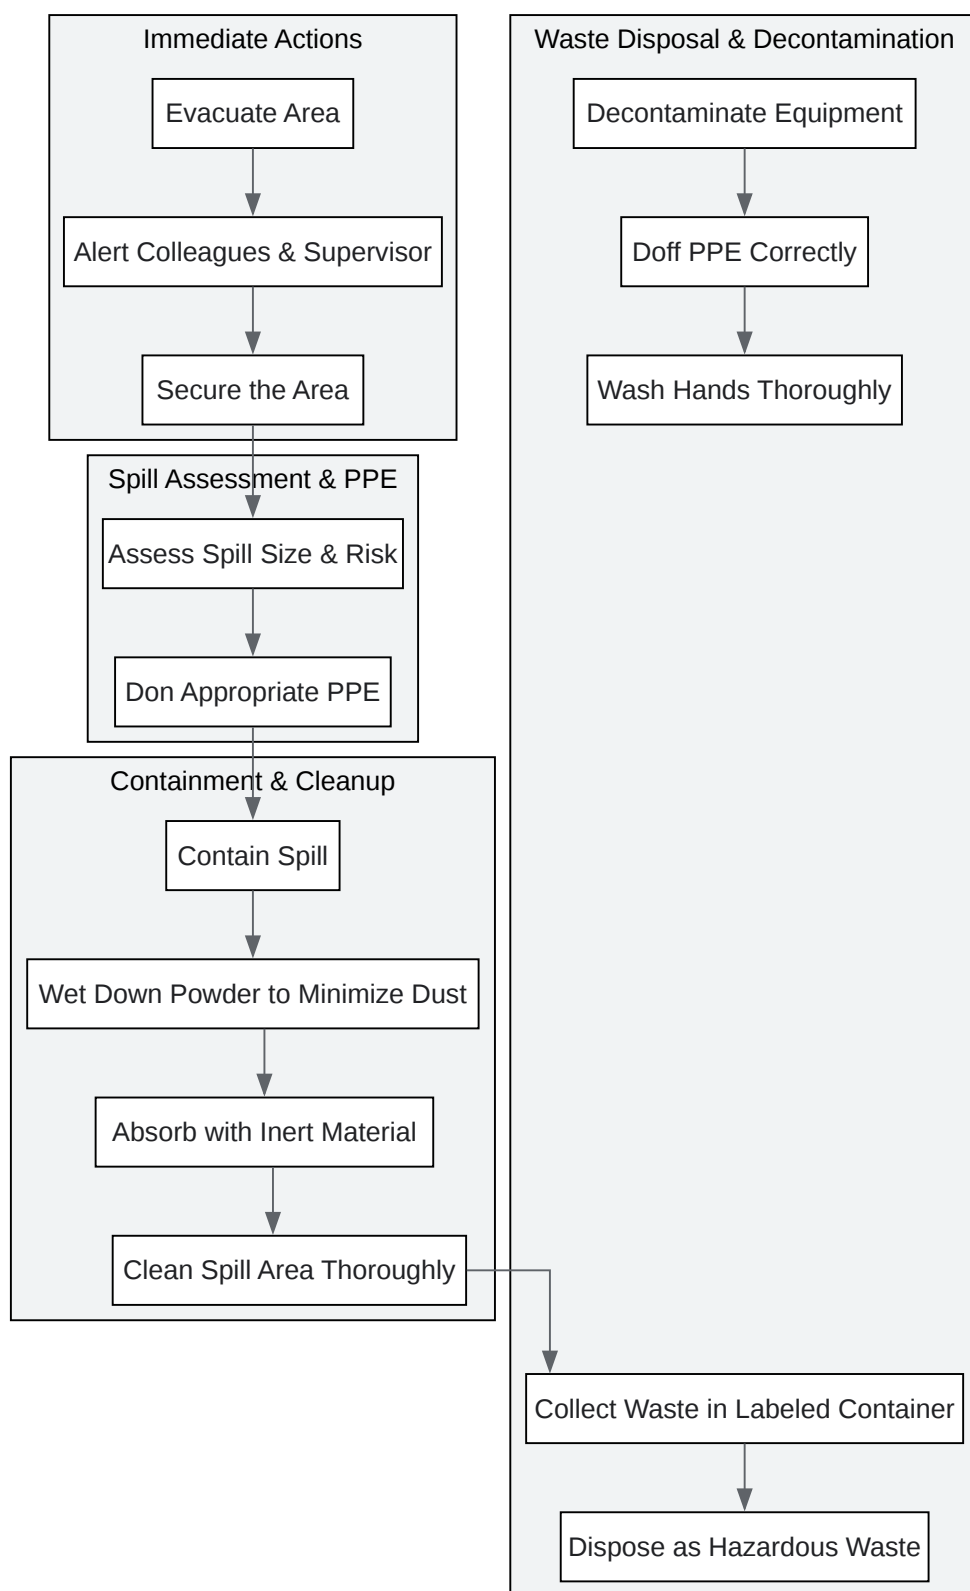 Immediate Actions
Evacuate Area
Alert Colleagues & Supervisor
Secure the Area
Spill Assessment & PPE
Assess Spill Size & Risk
Don Appropriate PPE
Containment & Cleanup
Contain Spill
Wet Down Powder to Minimize Dust
Absorb with Inert Material
Clean Spill Area Thoroughly
Waste Disposal & Decontamination
Decontaminate Equipment
Doff PPE Correctly
Wash Hands Thoroughly
Collect Waste in Labeled Container
Dispose as Hazardous Waste